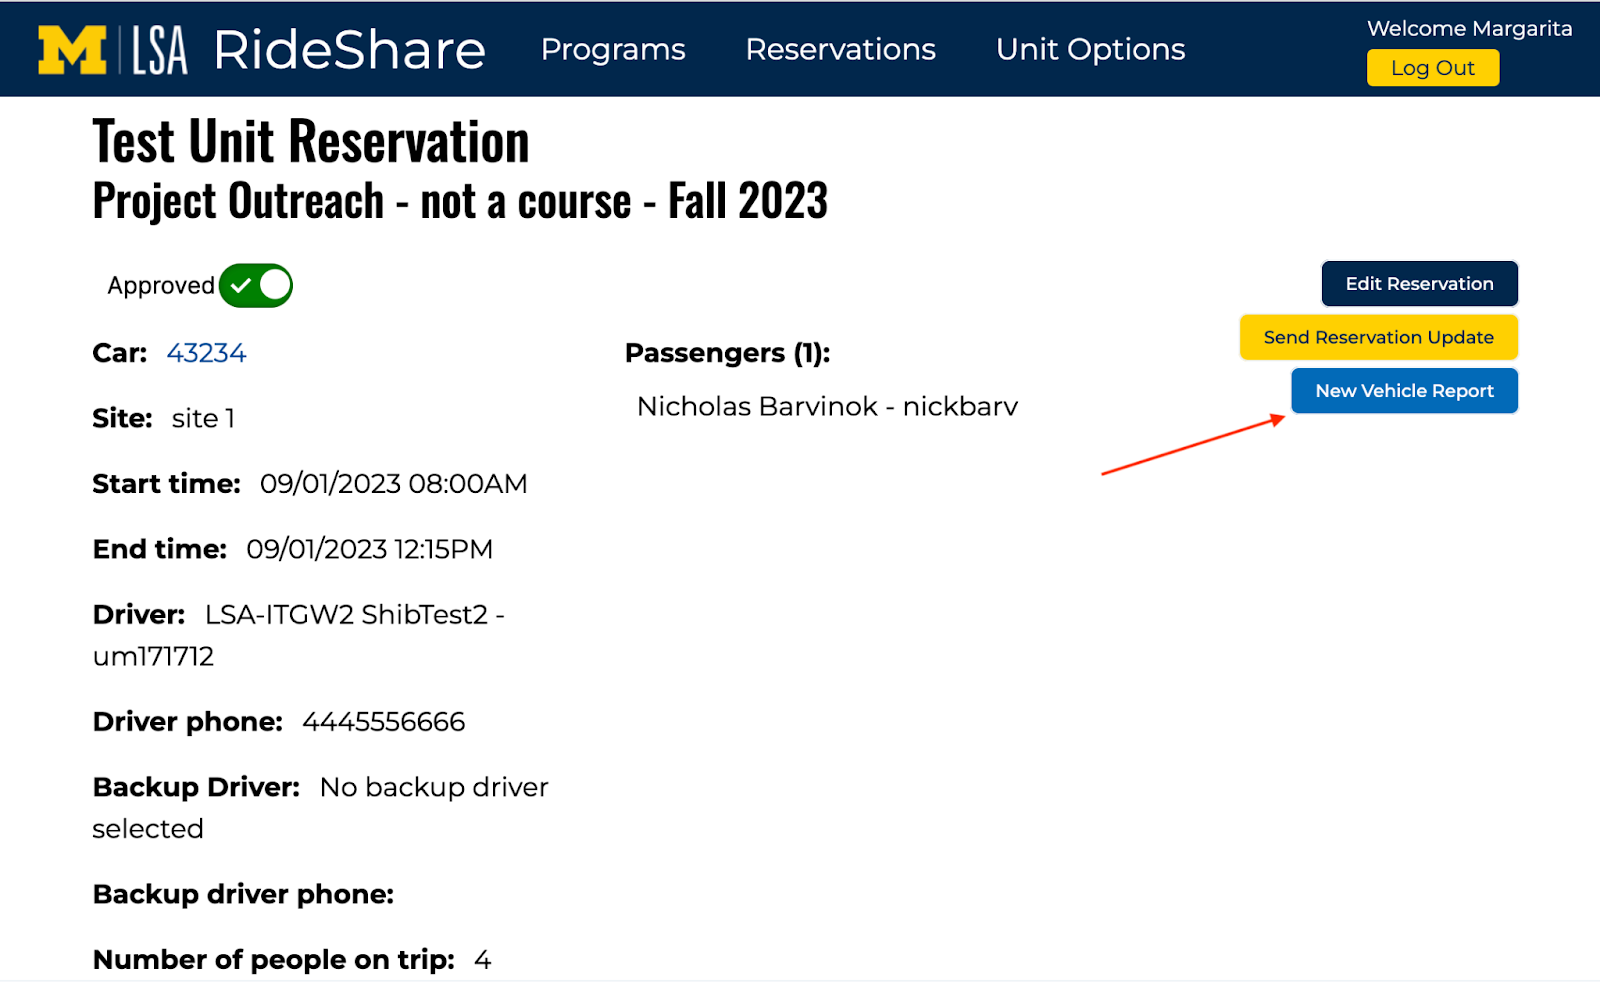 M LSA RideShare Programs Reservations Unit Options Welcome Margarita
Log Out
Test Unit Reservation
Project Outreach - not a course - Fall 2023
Approved
Edit Reservation
Send Reservation Update
New Vehicle Report
Car: 43234
Site: site 1
Start time: 09/01/2023 08:00AM
End time: 09/01/2023 12:15PM
Driver: LSA-ITGW2 ShibTest2 -
um171712
Driver phone: 4445556666
Backup Driver: No backup driver
selected
Backup driver phone:
Number of people on trip: 4
Passengers (1):
Nicholas Barvinok - nickbarv